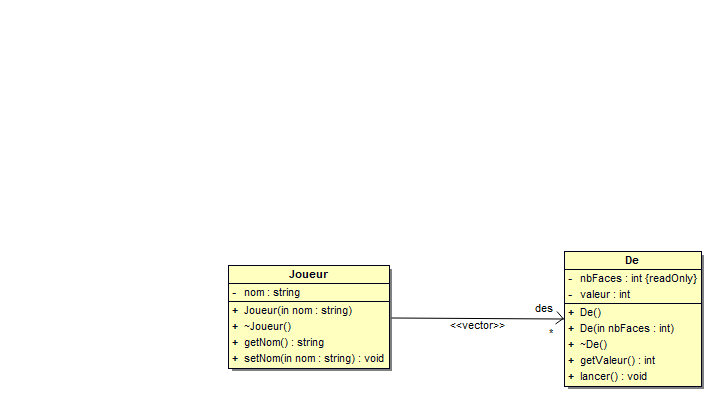 Joueur
- nom : string
+ Joueur(in nom : string)
+ ~Joueur()
+ getNom() : string
+ setNom(in nom : string) : void
des
<<vector>>
*
De
- nbFaces : int {readOnly}
- valeur : int
+ De()
+ De(in nbFaces : int)
+ ~De()
+ getValeur() : int
+ lancer() : void